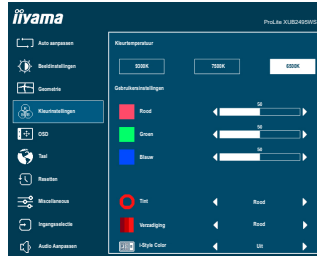 iiyama
ProLite XUB2495WS
Auto aanpassen
Beeldinstellingen
Geometrie
Kleurinstellingen
OSD
Taal
Resetten
Miscellaneous
Ingangsselectie
Audio Aanpassen
Kleurtemperatuur
9300K
7500K
6500K
Gebruikersinstellingen
Rood
50
Groen
50
Blauw
50
Tint
Rood
Verzadiging
Rood
i-Style Color
Uit